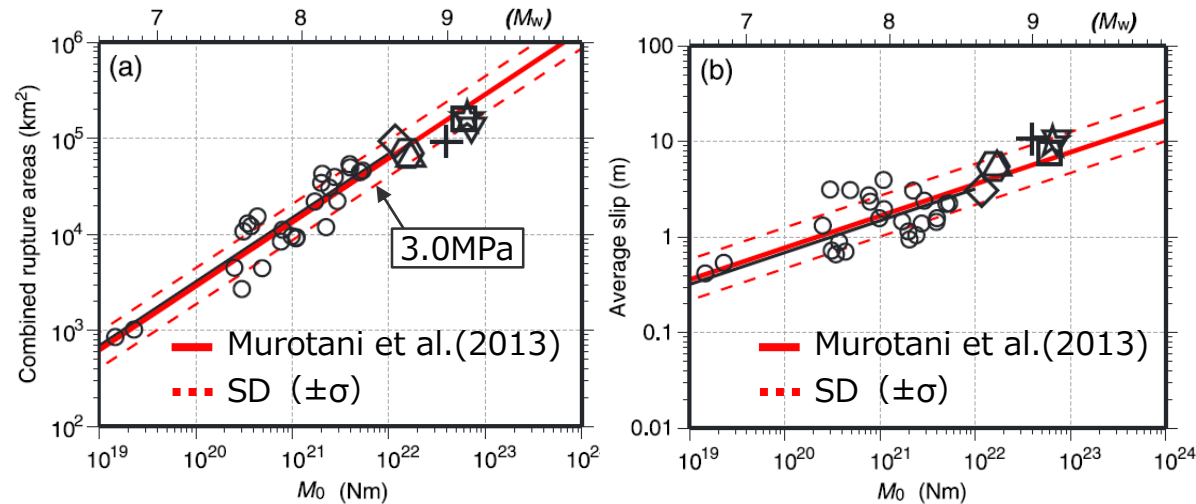 7 8 9 (Mw)
10^6
(a)
10^5
10^4
10^3
10^2
Combined rupture areas (km²)
3.0MPa
Murotani et al.(2013)
SD (±σ)
10^19 10^20 10^21 10^22 10^23 10^2
M0 (Nm)
7 8 9 (Mw)
100
(b)
10
1
0.1
0.01
Average slip (m)
Murotani et al.(2013)
SD (±σ)
10^19 10^20 10^21 10^22 10^23 10^24
M0 (Nm)